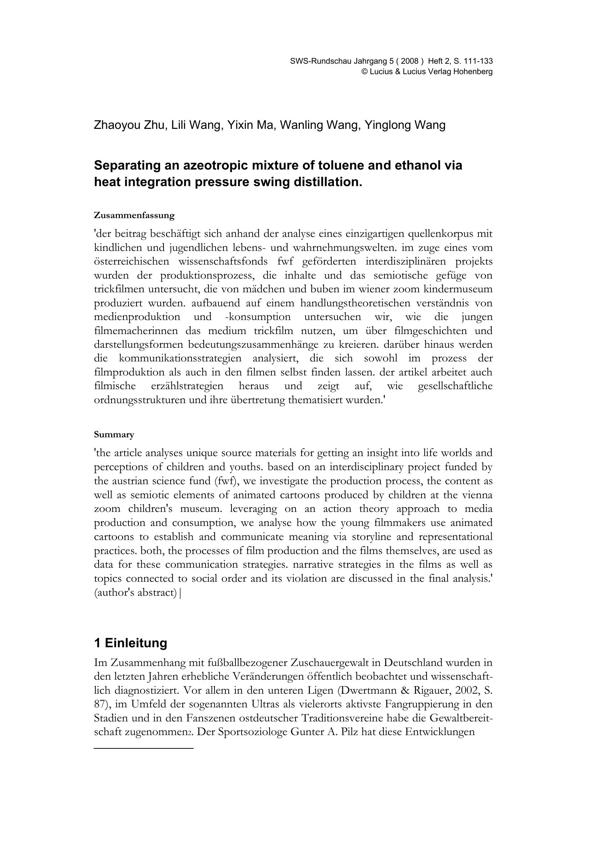 SWS-Rundschau Jahrgang 5 ( 2008 ) Heft 2, S. 111-133
© Lucius & Lucius Verlag Hohenberg
Zhaoyou Zhu, Lili Wang, Yixin Ma, Wanling Wang, Yinglong Wang
Separating an azeotropic mixture of toluene and ethanol via
heat integration pressure swing distillation.
Zusammenfassung
'der beitrag beschäftigt sich anhand der analyse eines einzigartigen quellenkorpus mit
kindlichen und jugendlichen lebens- und wahrnehmungswelten. im zuge eines vom
österreichischen wissenschaftsfonds fwf geförderten interdisziplinären projekts
wurden der produktionsprozess, die inhalte und das semiotische gefüge von
trickfilmen untersucht, die von mädchen und buben im wiener zoom kindermuseum
produziert wurden. aufbauend auf einem handlungstheoretischen verständnis von
medienproduktion und -konsumption untersuchen wir, wie die jungen
filmemacherinnen das medium trickfilm nutzen, um über filmgeschichten und
darstellungsformen bedeutungszusammenhänge zu kreieren. darüber hinaus werden
die kommunikationsstrategien analysiert, die sich sowohl im prozess der
filmproduktion als auch in den filmen selbst finden lassen. der artikel arbeitet auch
filmische erzählstrategien heraus und zeigt auf, wie gesellschaftliche
ordnungsstrukturen und ihre übertretung thematisiert wurden.'
Summary
'the article analyses unique source materials for getting an insight into life worlds and
perceptions of children and youths. based on an interdisciplinary project funded by
the austrian science fund (fwf), we investigate the production process, the content as
well as semiotic elements of animated cartoons produced by children at the vienna
zoom children's museum. leveraging on an action theory approach to media
production and consumption, we analyse how the young filmmakers use animated
cartoons to establish and communicate meaning via storyline and representational
practices. both, the processes of film production and the films themselves, are used as
data for these communication strategies. narrative strategies in the films as well as
topics connected to social order and its violation are discussed in the final analysis.'
(author's abstract)|
1 Einleitung
Im Zusammenhang mit fußballbezogener Zuschauergewalt in Deutschland wurden in
den letzten Jahren erhebliche Veränderungen öffentlich beobachtet und wissenschaft-
lich diagnostiziert. Vor allem in den unteren Ligen (Dwertmann & Rigauer, 2002, S.
87), im Umfeld der sogenannten Ultras als vielerorts aktivste Fangruppierung in den
Stadien und in den Fanszenen ostdeutscher Traditionsvereine habe die Gewaltbereit-
schaft zugenommen2. Der Sportsoziologe Gunter A. Pilz hat diese Entwicklungen